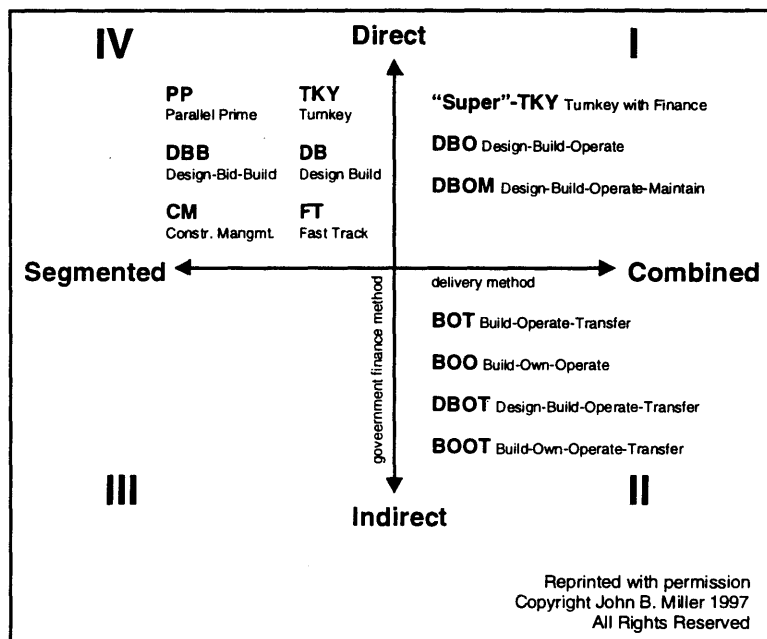 IV
Direct
I
PP
Parallel Prime
TKY
Turnkey
DBB
Design-Bid-Build
DB
Design Build
CM
Constr. Mangmt.
FT
Fast Track
"Super"-TKY Turnkey with Finance
DBO Design-Build-Operate
DBOM Design-Build-Operate-Maintain
Segmented
delivery method
Combined
goveernment finance method
BOT Build-Operate-Transfer
BOO Build-Own-Operate
DBOT Design-Build-Operate-Transfer
BOOT Build-Own-Operate-Transfer
III
Indirect
II
Reprinted with permission
Copyright John B. Miller 1997
All Rights Reserved